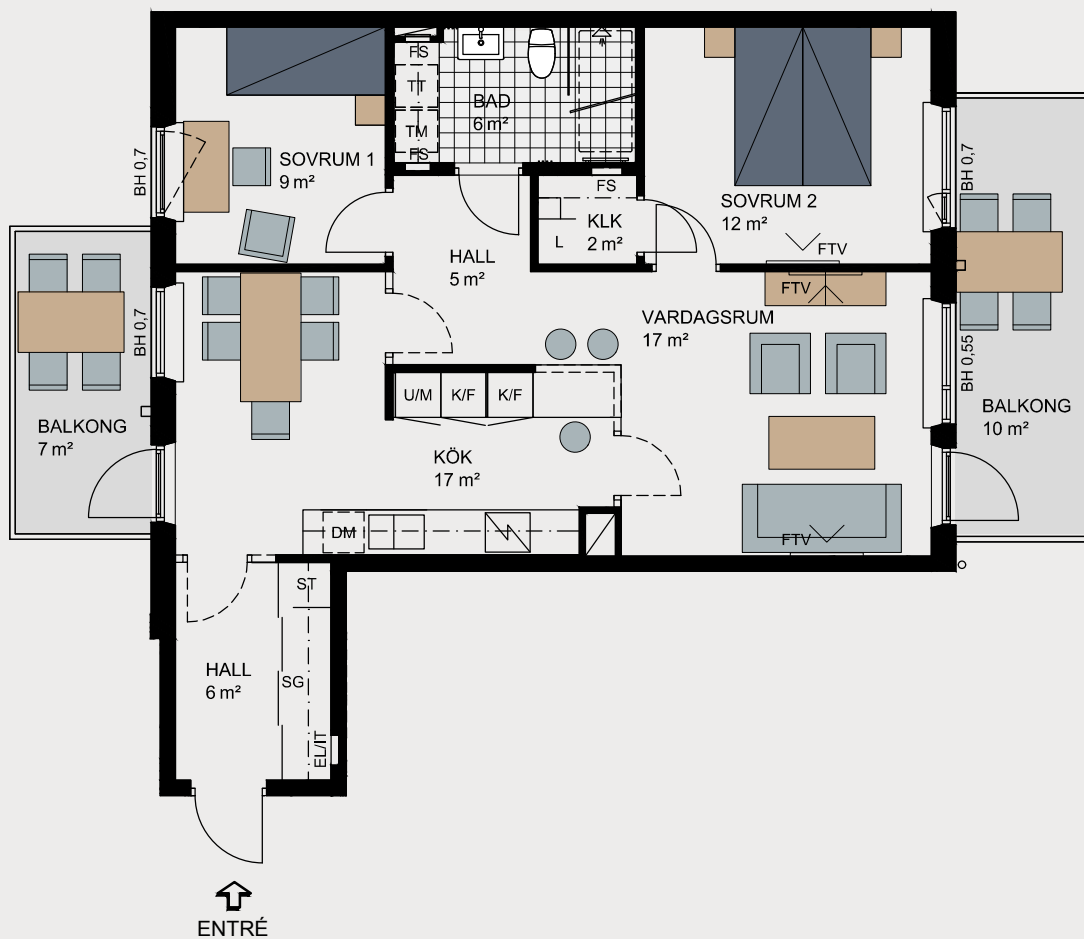 FS
TT
TM
FS
BAD
6 m²
SOVRUM 1
9 m²
BH 0,7
SOVRUM 2
12 m²
BH 0,7
FS
KLK
2 m²
L
HALL
5 m²
FTV
FTV
VARDAGSRUM
17 m²
BH 0,7
BH 0,55
U/M
K/F
K/F
BALKONG
7 m²
BALKONG
10 m²
KÖK
17 m²
DM
FTV
ST
HALL
6 m²
SG
EL/IT
ENTRÉ